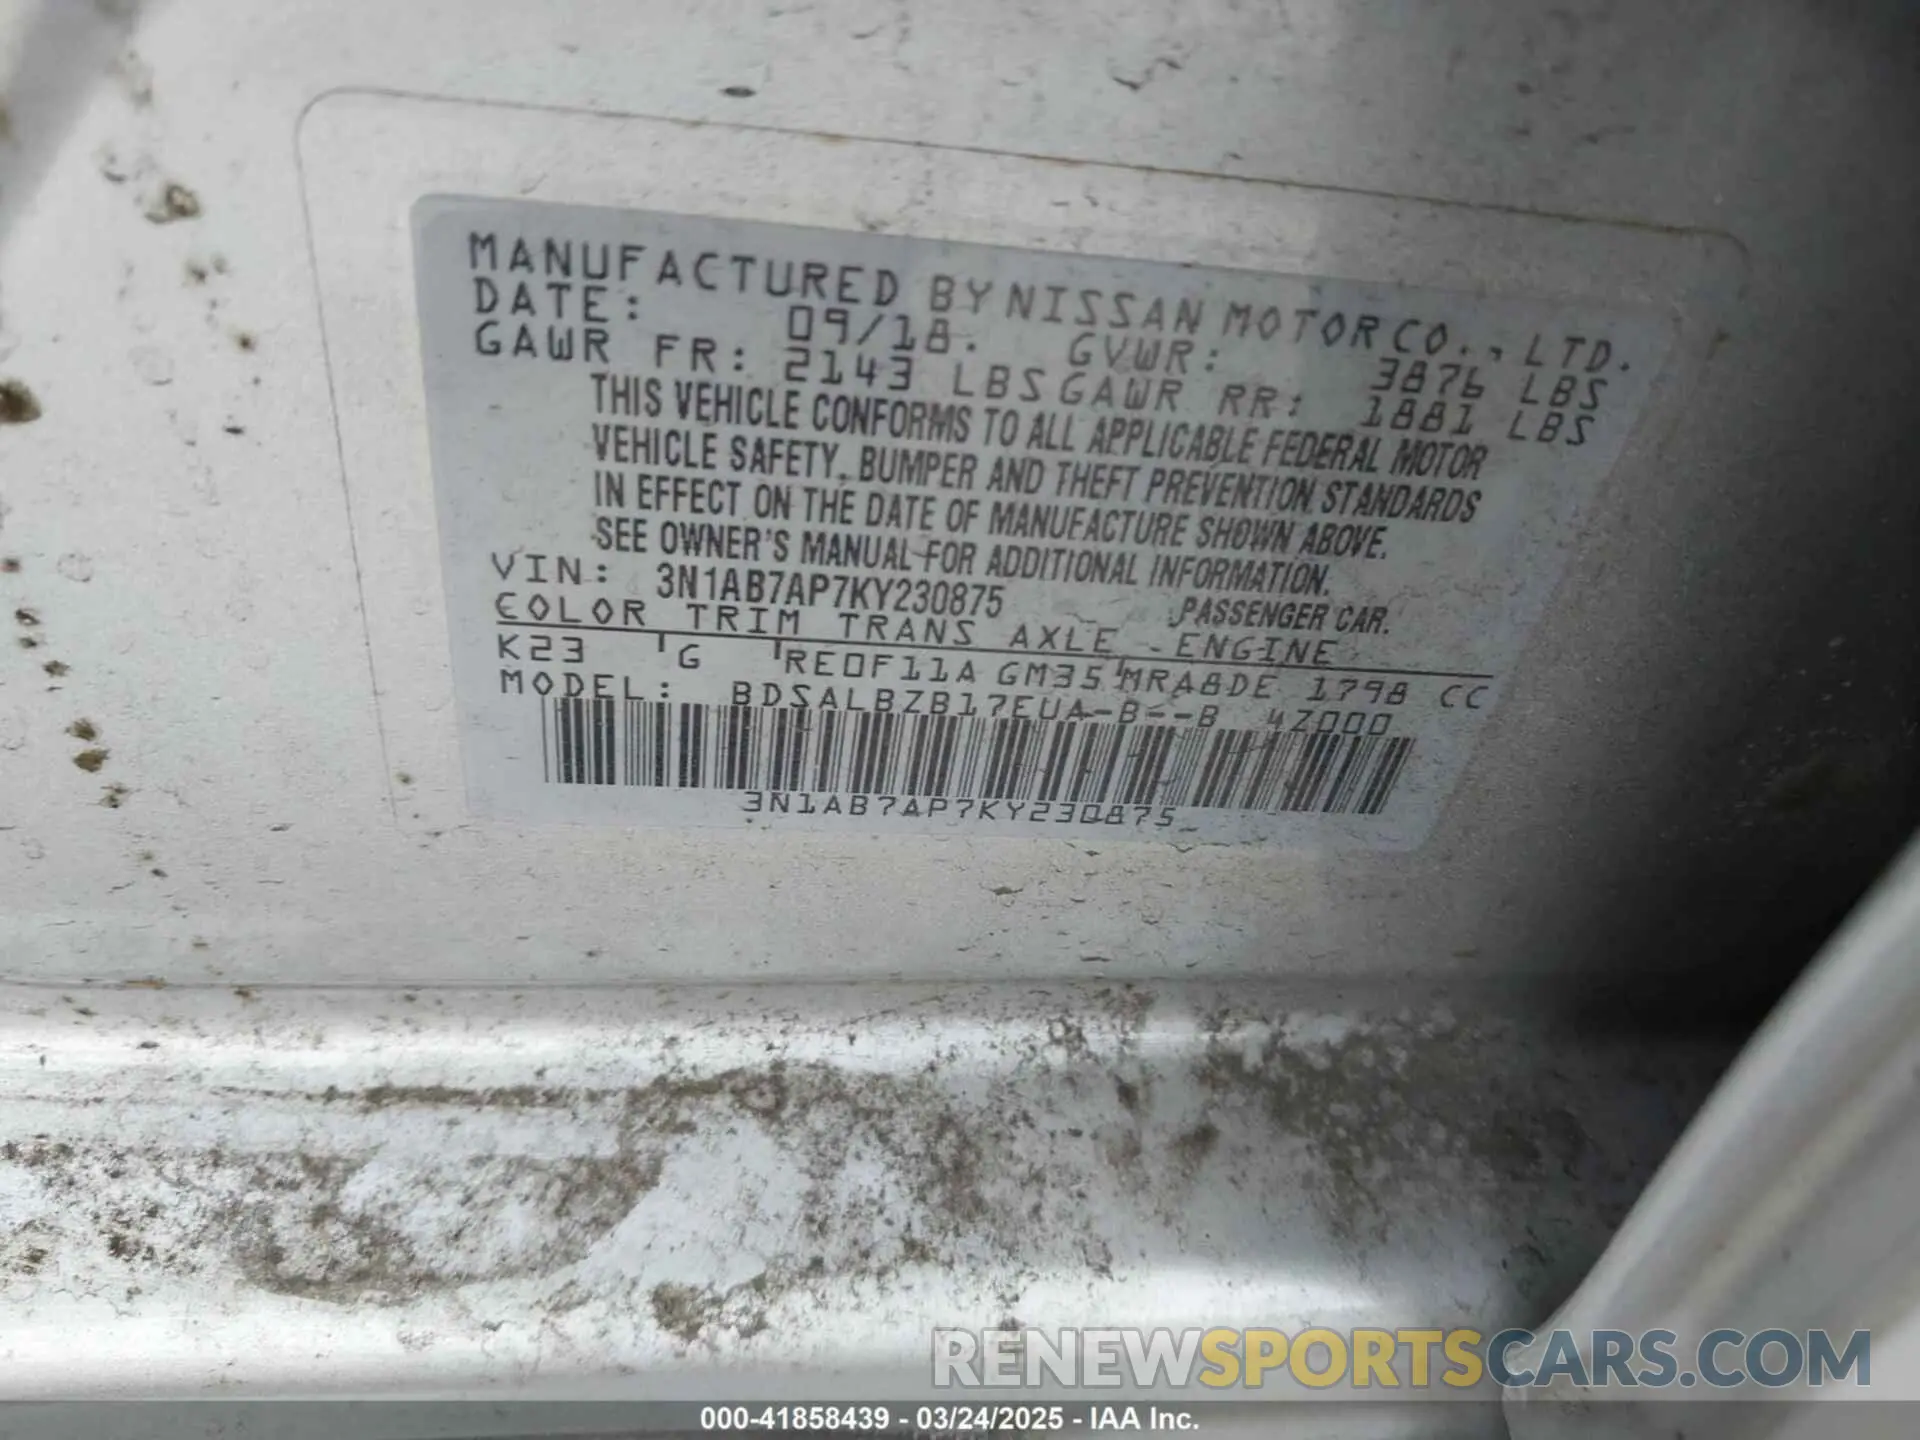 MANUFACTURED BY NISSAN MOTOR CO., LTD.
DATE: 09/18. GVWR: 3876 LBS
GAWR FR: 2143 LBS GAWR RR: 1881 LBS
THIS VEHICLE CONFORMS TO ALL APPLICABLE FEDERAL MOTOR
VEHICLE SAFETY, BUMPER AND THEFT PREVENTION STANDARDS
IN EFFECT ON THE DATE OF MANUFACTURE SHOWN ABOVE.
SEE OWNER'S MANUAL FOR ADDITIONAL INFORMATION.
VIN: 3N1AB7AP7KY230875 PASSENGER CAR.
COLOR TRIM TRANS AXLE ENGINE
K23 G RE0F11A GM35 MRA8DE 1798 CC
MODEL: BDSALBZB17EUA-B--B 4Z000
3N1AB7AP7KY230875
RENEWSPORTSCARS.COM
000-41858439 - 03/24/2025 - IAA Inc.